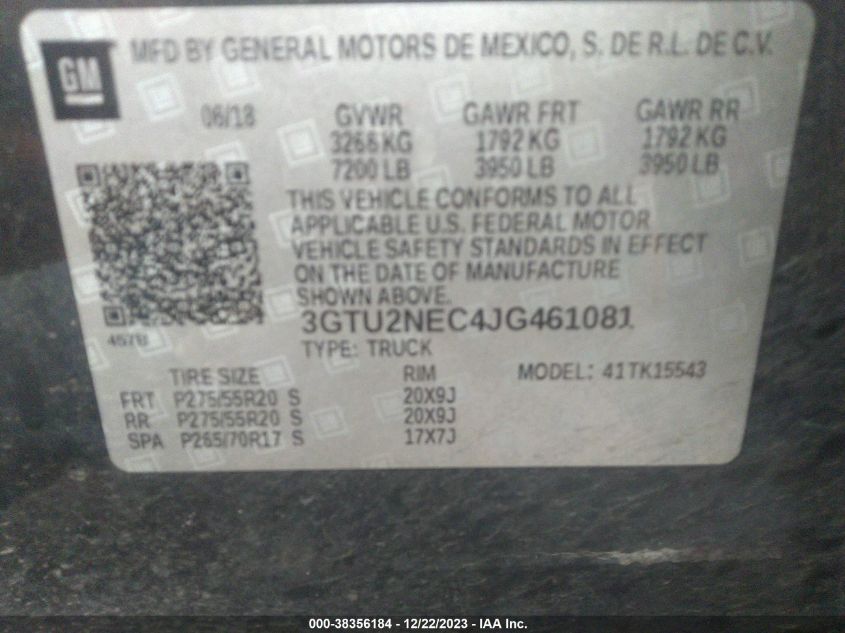 GM
MFD BY GENERAL MOTORS DE MEXICO, S. DE R.L. DE C.V.
06/18 GVWR GAWR FRT GAWR RR
3266 KG 1792 KG 1792 KG
7200 LB 3950 LB 3950 LB
THIS VEHICLE CONFORMS TO ALL
APPLICABLE U.S. FEDERAL MOTOR
VEHICLE SAFETY STANDARDS IN EFFECT
ON THE DATE OF MANUFACTURE
SHOWN ABOVE.
3GTU2NEC4JG461081
457B
TYPE: TRUCK
TIRE SIZE RIM MODEL: 41TK15543
FRT P275/55R20 S 20X9J
RR P275/55R20 S 20X9J
SPA P265/70R17 S 17X7J
000-38356184 - 12/22/2023 - IAA Inc.